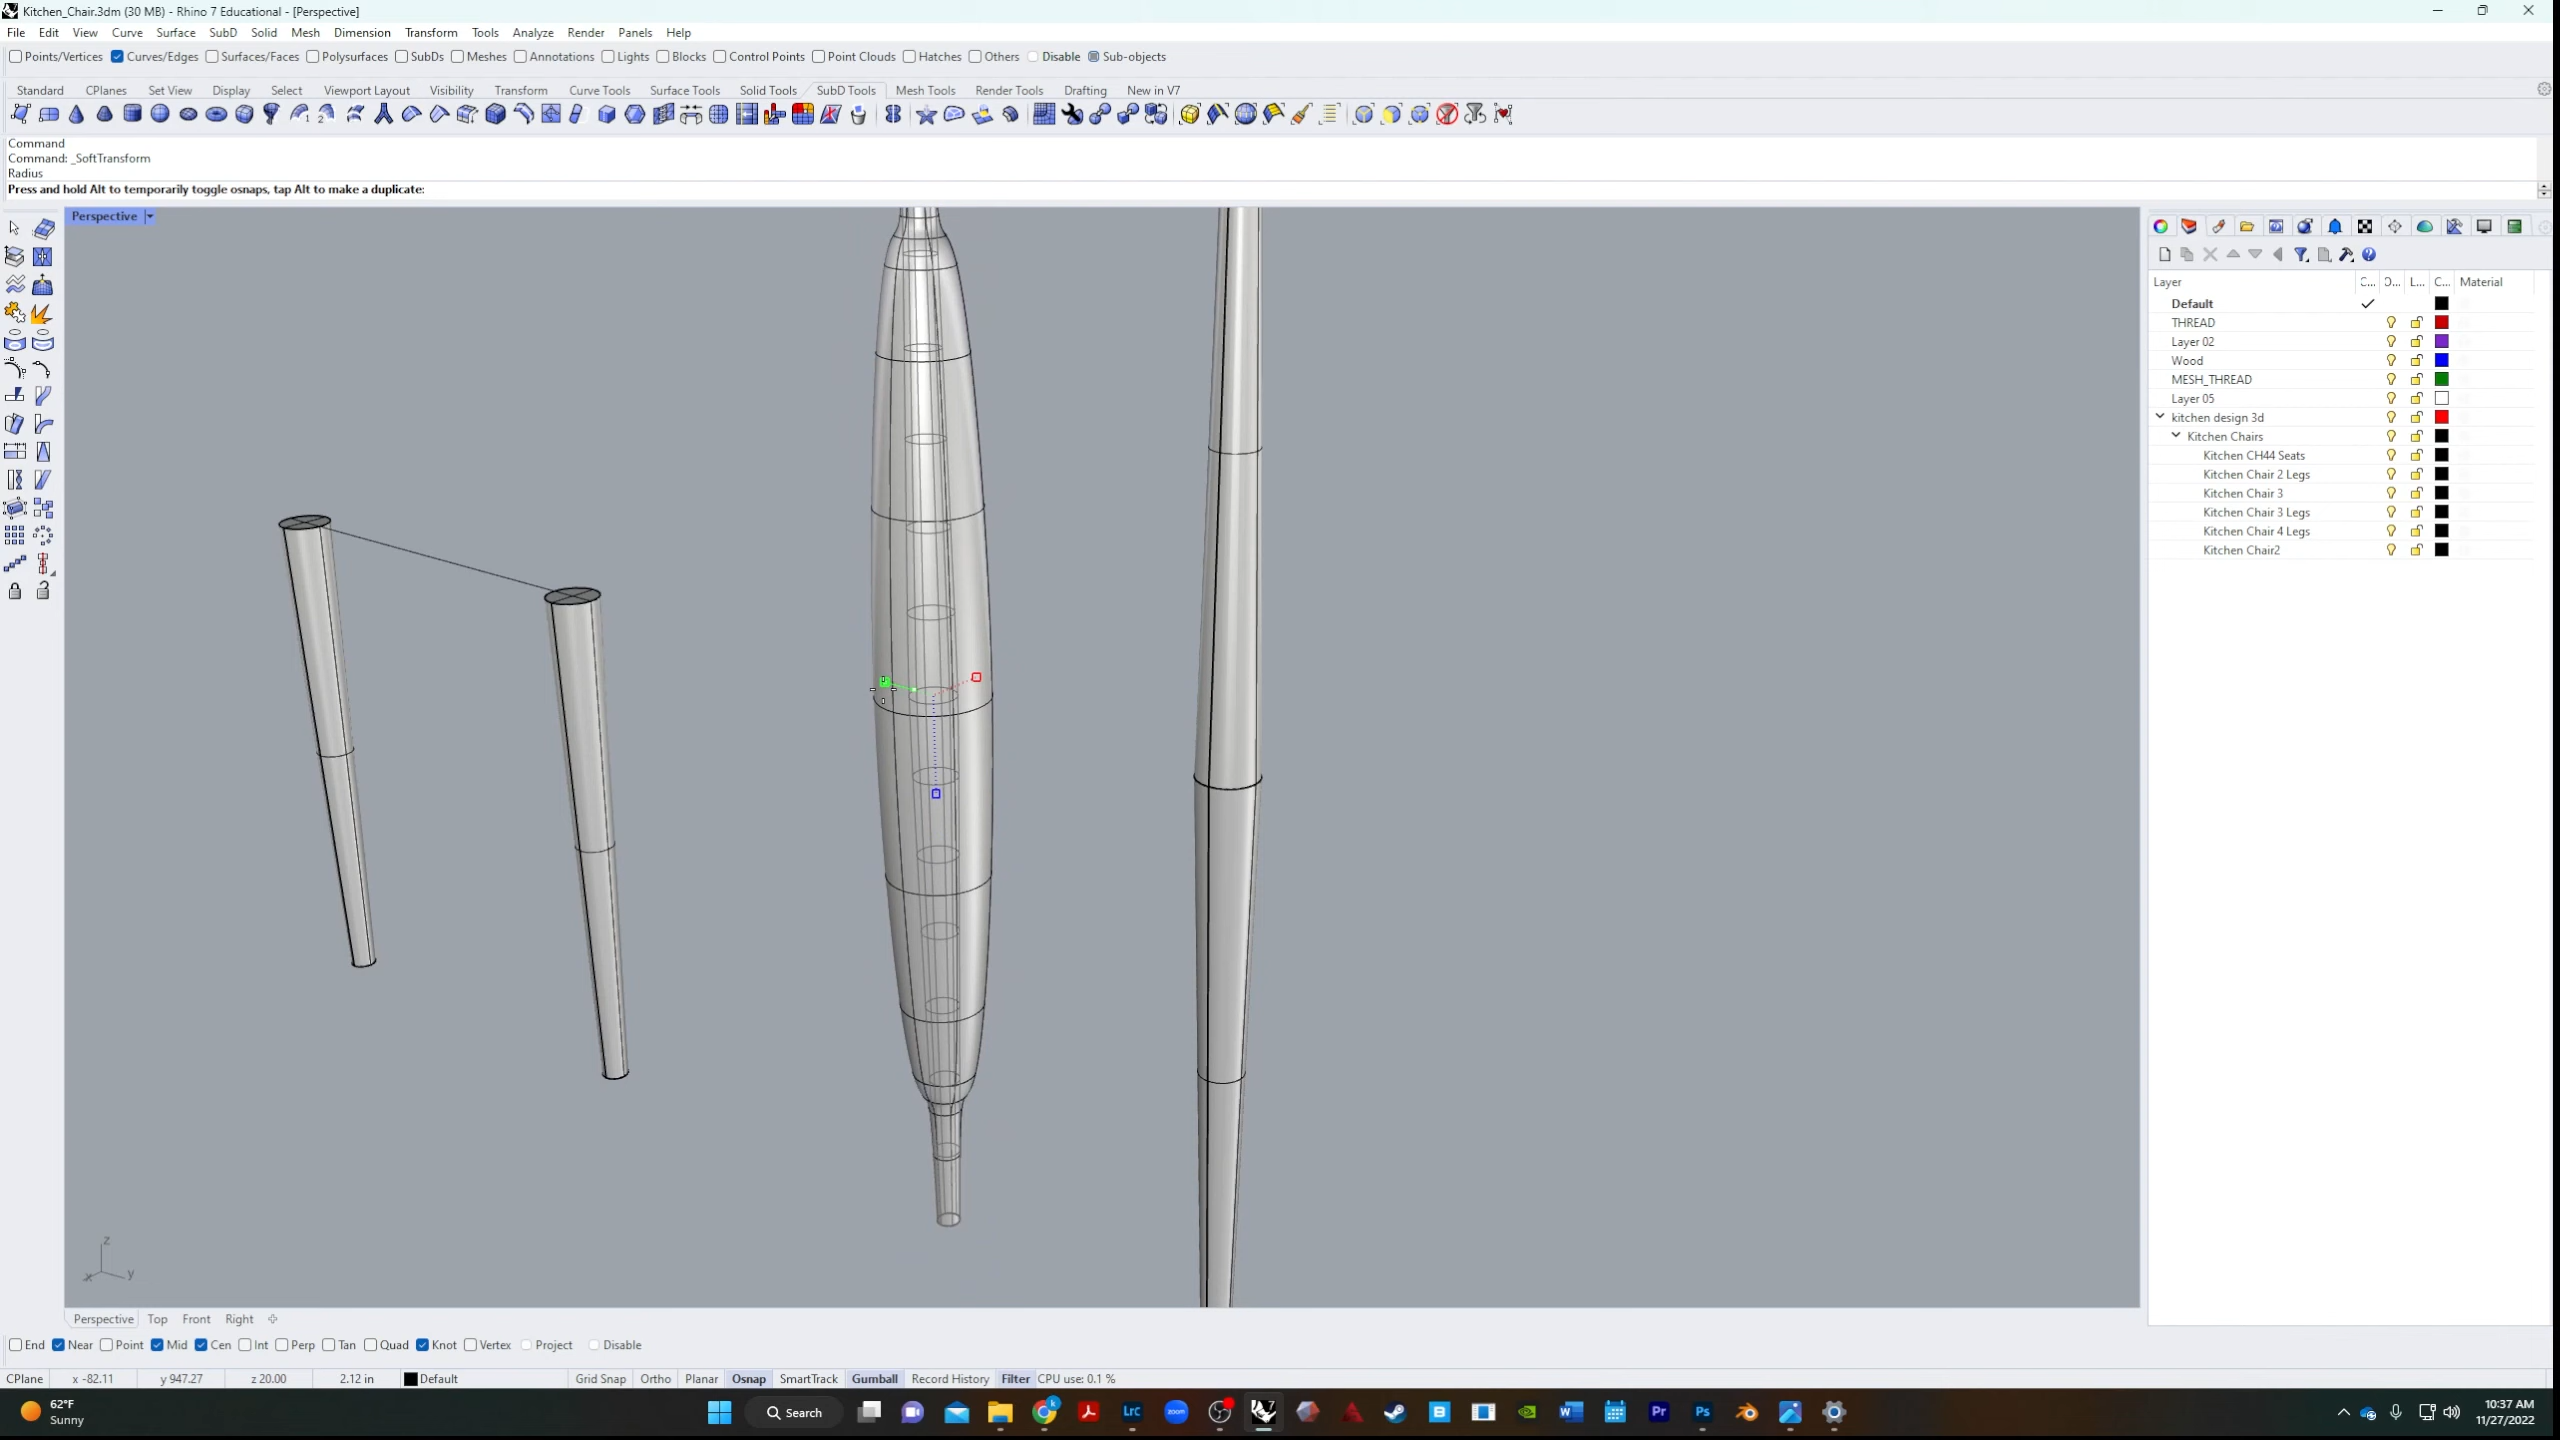 Kitchen_Chair.3dm (30 MB) - Rhino 7 Educational - [Perspective]
File Edit View Curve Surface SubD Solid Mesh Dimension Transform Tools Analyze Render Panels Help
Points/Vertices Curves/Edges Surfaces/Faces Polysurfaces SubDs Meshes Annotations Lights Blocks Control Points Point Clouds Hatches Others Disable Sub-objects
Standard CPlanes Set View Display Select Viewport Layout Visibility Transform Curve Tools Surface Tools Solid Tools SubD Tools Mesh Tools Render Tools Drafting New in V7
Command
Command: _SoftTransform
Radius
Press and hold Alt to temporarily toggle osnaps, tap Alt to make a duplicate:
Perspective
Layer C... O... L... C... Material
Default
THREAD
Layer 02
Wood
MESH_THREAD
Layer 05
kitchen design 3d
Kitchen Chairs
Kitchen CH44 Seats
Kitchen Chair 2 Legs
Kitchen Chair 3
Kitchen Chair 3 Legs
Kitchen Chair 4 Legs
Kitchen Chair2
z
x y
Perspective Top Front Right
End Near Point Mid Cen Int Perp Tan Quad Knot Vertex Project Disable
CPlane x -82.11 y 947.27 z 20.00 2.12 in Default Grid Snap Ortho Planar Osnap SmartTrack Gumball Record History Filter CPU use: 0.1 %
62°F
Sunny
Search
zoom
Lrc
Pr
Ps
10:37 AM
11/27/2022